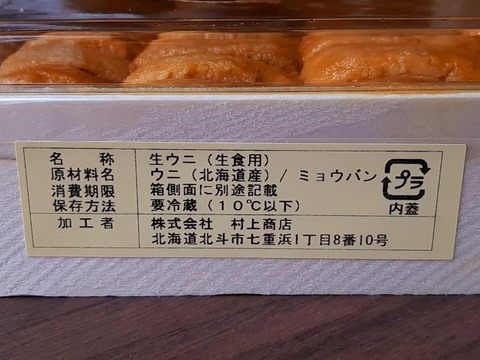 名称 生ウニ（生食用）
原材料名 ウニ（北海道産）/ ミョウバン
消費期限 箱側面に別途記載
保存方法 要冷蔵（10℃以下）
加工者 株式会社 村上商店
北海道北斗市七重浜1丁目8番10号
プラ
内蓋